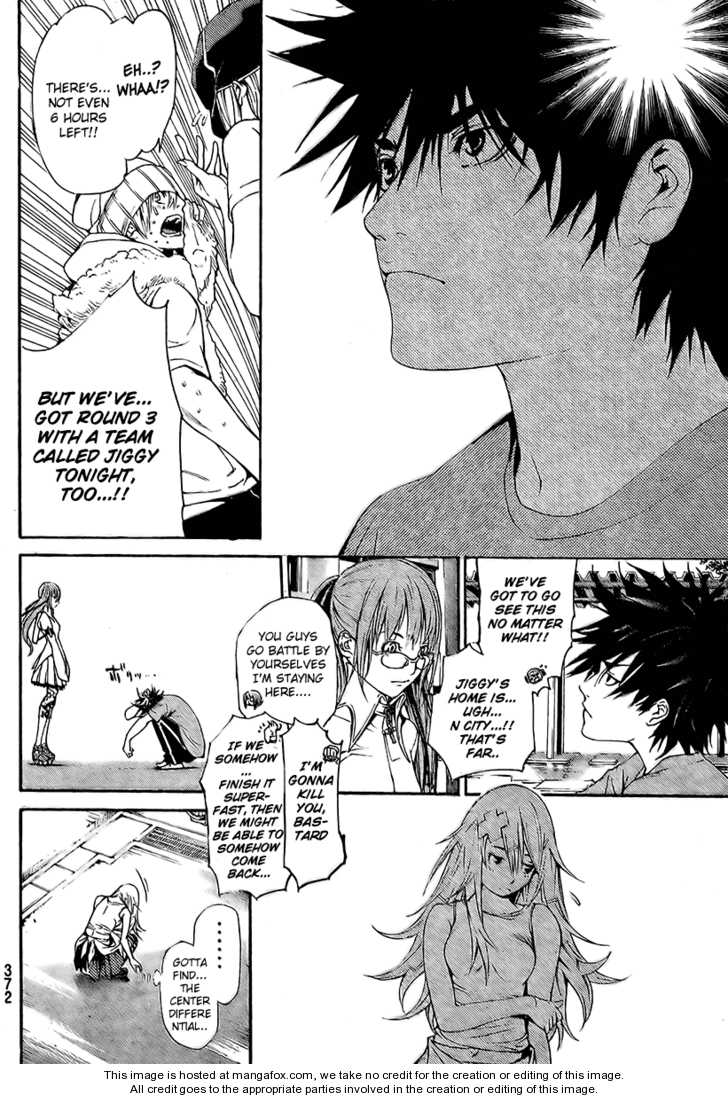 EH..?
WHAA!?
THERE'S...
NOT EVEN
6 HOURS
LEFT!!
BUT WE'VE...
GOT ROUND 3
WITH A TEAM
CALLED JIGGY
TONIGHT,
TOO...!!
WE'VE
GOT TO GO
SEE THIS
NO MATTER
WHAT!!
JIGGY'S
HOME IS...
UGH...
N CITY...!!
THAT'S
FAR..
YOU GUYS
GO BATTLE BY
YOURSELVES
I'M STAYING
HERE....
I'M
GONNA
KILL
YOU,
BAS-
TARD
IF WE
SOMEHOW
...
FINISH IT
SUPER-
FAST, THEN
WE MIGHT
BE ABLE TO
SOMEHOW
COME
BACK...
......
GOTTA
FIND...
THE CENTER
DIFFERE
NTIAL..
372
This image is hosted at mangafox.com, we take no credit for the creation or editing of this image.
All credit goes to the appropriate parties involved in the creation or editing of this image.